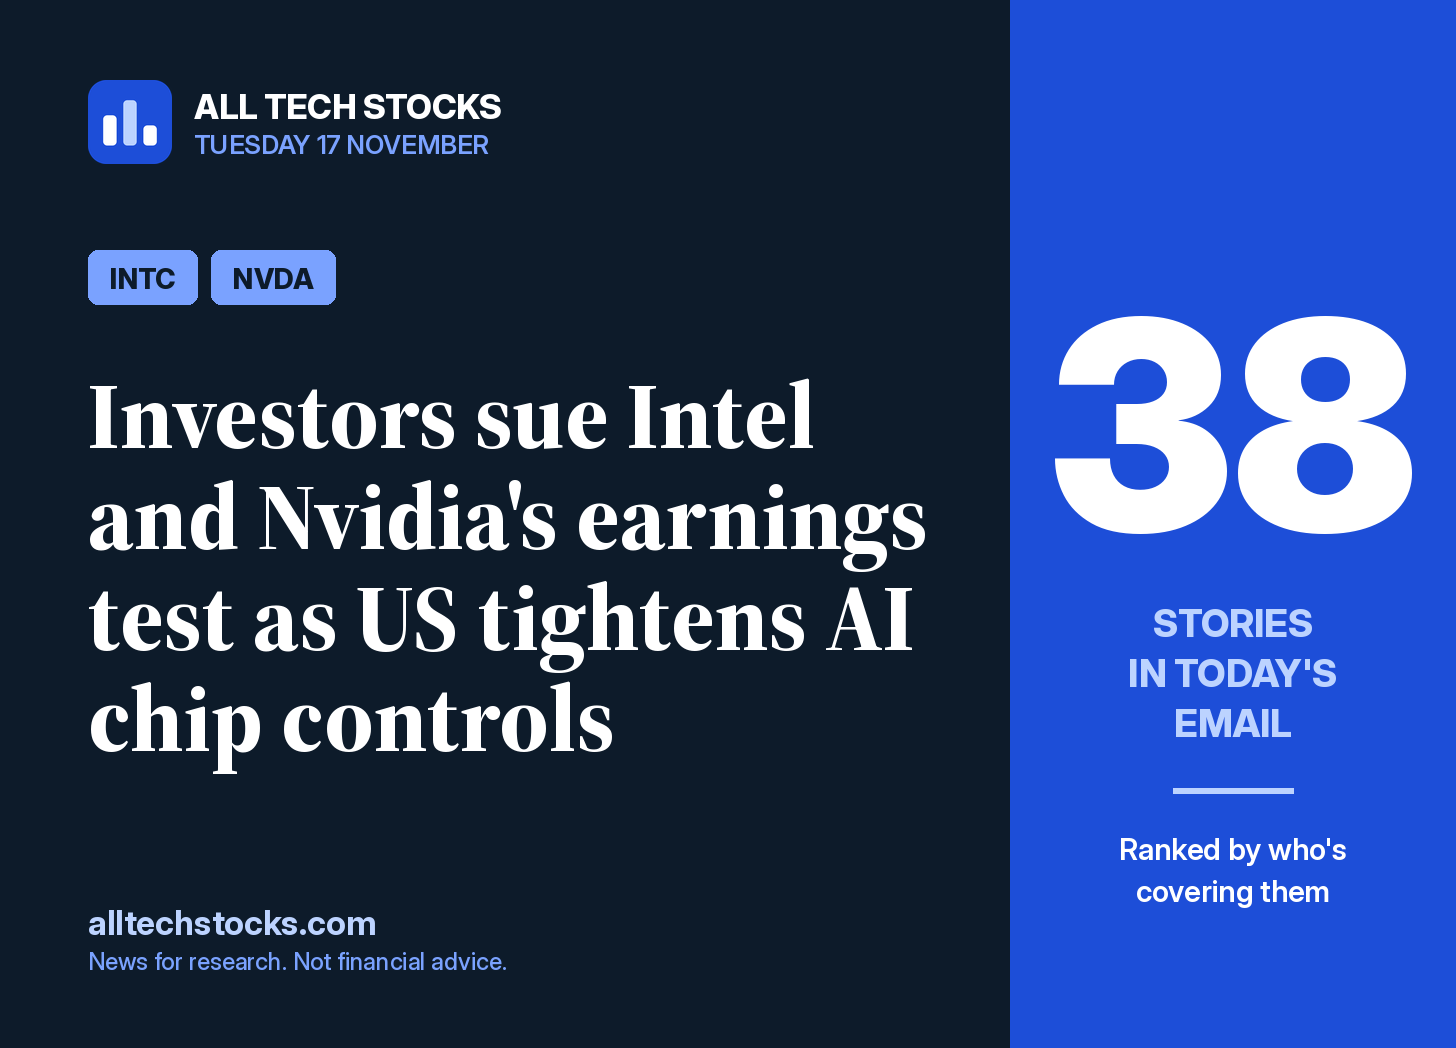 ALL TECH STOCKS
TUESDAY 17 NOVEMBER
INTC NVDA
Investors sue Intel
and Nvidia's earnings
test as US tightens AI
chip controls
alltechstocks.com
News for research. Not financial advice.
38
STORIES
IN TODAY'S
EMAIL
Ranked by who's
covering them